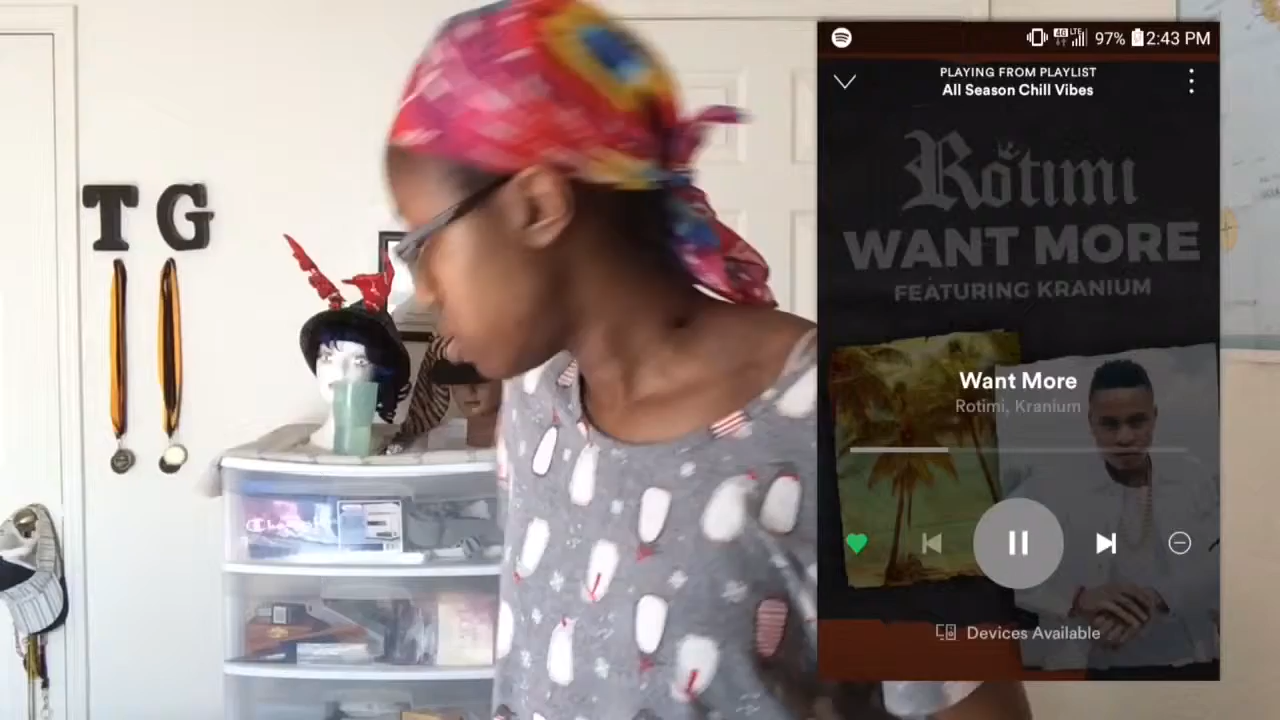 T G
Champion
97% 2:43 PM
PLAYING FROM PLAYLIST
All Season Chill Vibes
Rotimi
WANT MORE
FEATURING KRANIUM
Want More
Rotimi, Kranium
Devices Available